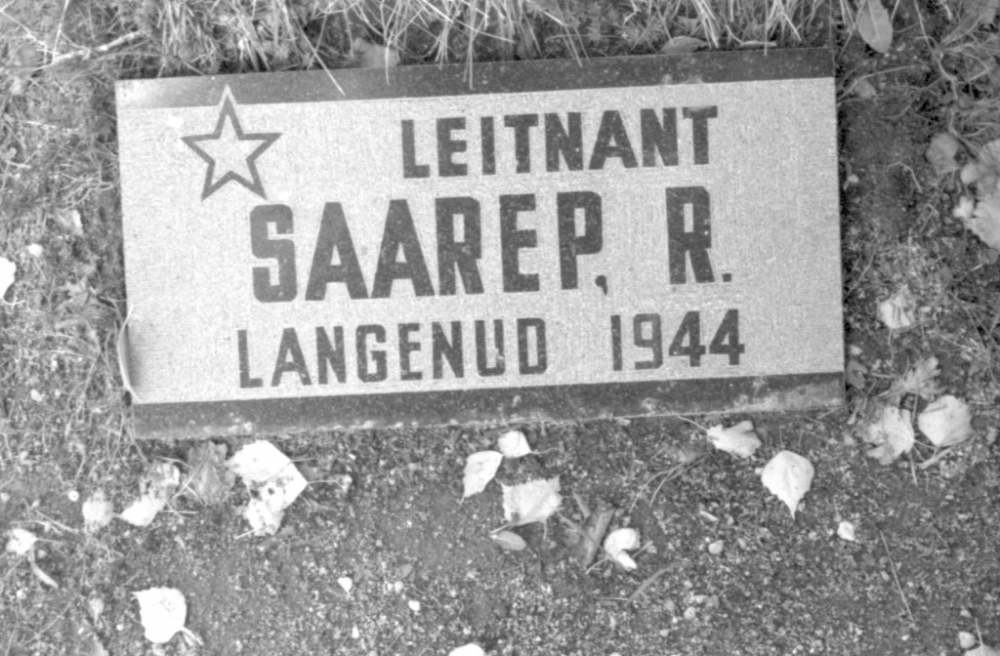 LEITNANT
SAAREP, R.
LANGENUD 1944